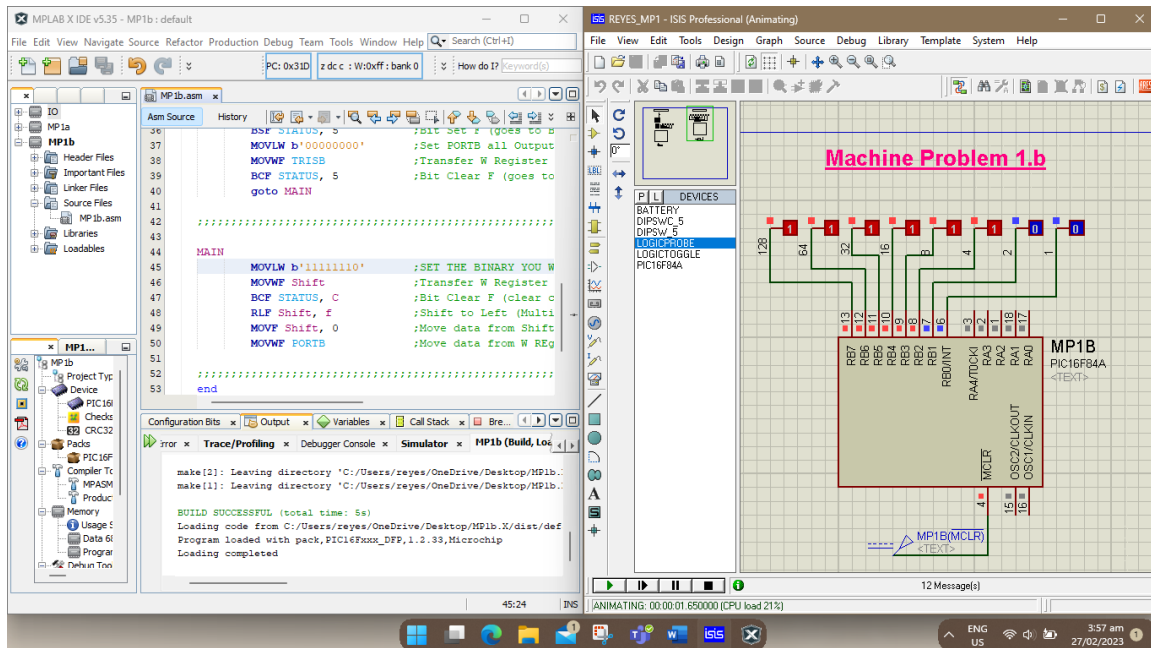 MPLAB X IDE v5.35 - MP1b : default
File Edit View Navigate Source Refactor Production Debug Team Tools Window Help
Search (Ctrl+I)
PC: 0x31D
z dc c : W:0xff : bank 0
How do I?
Keyword(s)
IO
MP1a
MP1b
Header Files
Important Files
Linker Files
Source Files
MP1b.asm
Libraries
Loadables
MP1b.asm
Asm Source
History
36 BSF STATUS, 5 ;Bit Set F (goes to B
37 MOVLW b'00000000' ;Set PORTB all Output
38 MOVWF TRISB ;Transfer W Register
39 BCF STATUS, 5 ;Bit Clear F (goes to
40 goto MAIN
41
42 ;;;;;;;;;;;;;;;;;;;;;;;;;;;;;;;;;;;;;;;;;;;;;;;;;;;;
43
44 MAIN
45 MOVLW b'11111110' ;SET THE BINARY YOU W
46 MOVWF Shift ;Transfer W Register
47 BCF STATUS, C ;Bit Clear F (clear c
48 RLF Shift, f ;Shift to Left (Multi
49 MOVF Shift, 0 ;Move data from Shift
50 MOVWF PORTB ;Move data from W REg
51
52 ;;;;;;;;;;;;;;;;;;;;;;;;;;;;;;;;;;;;;;;;;;;;;;;;;;;;
53 end
MP1...
MP1b
Project Typ
Device
PIC16
Checks
CRC32
Packs
PIC16F
Compiler To
MPASM
Produc
Memory
Usage S
Data 68
Progran
Debug Too
Configuration Bits
Output
Variables
Call Stack
Bre...
Trace/Profiling
Debugger Console
Simulator
MP1b (Build, Loa
make[2]: Leaving directory 'C:/Users/reyes/OneDrive/Desktop/MP1b.
make[1]: Leaving directory 'C:/Users/reyes/OneDrive/Desktop/MP1b.
BUILD SUCCESSFUL (total time: 5s)
Loading code from C:/Users/reyes/OneDrive/Desktop/MP1b.X/dist/def
Program loaded with pack,PIC16Fxxx_DFP,1.2.33,Microchip
Loading completed
45:24
INS
ISIS REYES_MP1 - ISIS Professional (Animating)
File View Edit Tools Design Graph Source Debug Library Template System Help
0°
P L DEVICES
BATTERY
DIPSWC_5
DIPSW_5
LOGICPROBE
LOGICTOGGLE
PIC16F84A
Machine Problem 1.b
1 1 1 1 1 1 0 0
128 64 32 16 8 4 2 1
13 12 11 10 9 8 7 6 3 2 1 18 17
RB7 RB6 RB5 RB4 RB3 RB2 RB1 RB0/INT RA4/T0CKI RA3 RA2 RA1 RA0
MP1B
PIC16F84A
<TEXT>
MCLR OSC2/CLKOUT OSC1/CLKIN
4 15 16
MP1B(MCLR)
<TEXT>
12 Message(s)
ANIMATING: 00:00:01.650000 (CPU load 21%)
ISIS
ENG
US
3:57 am
27/02/2023
1